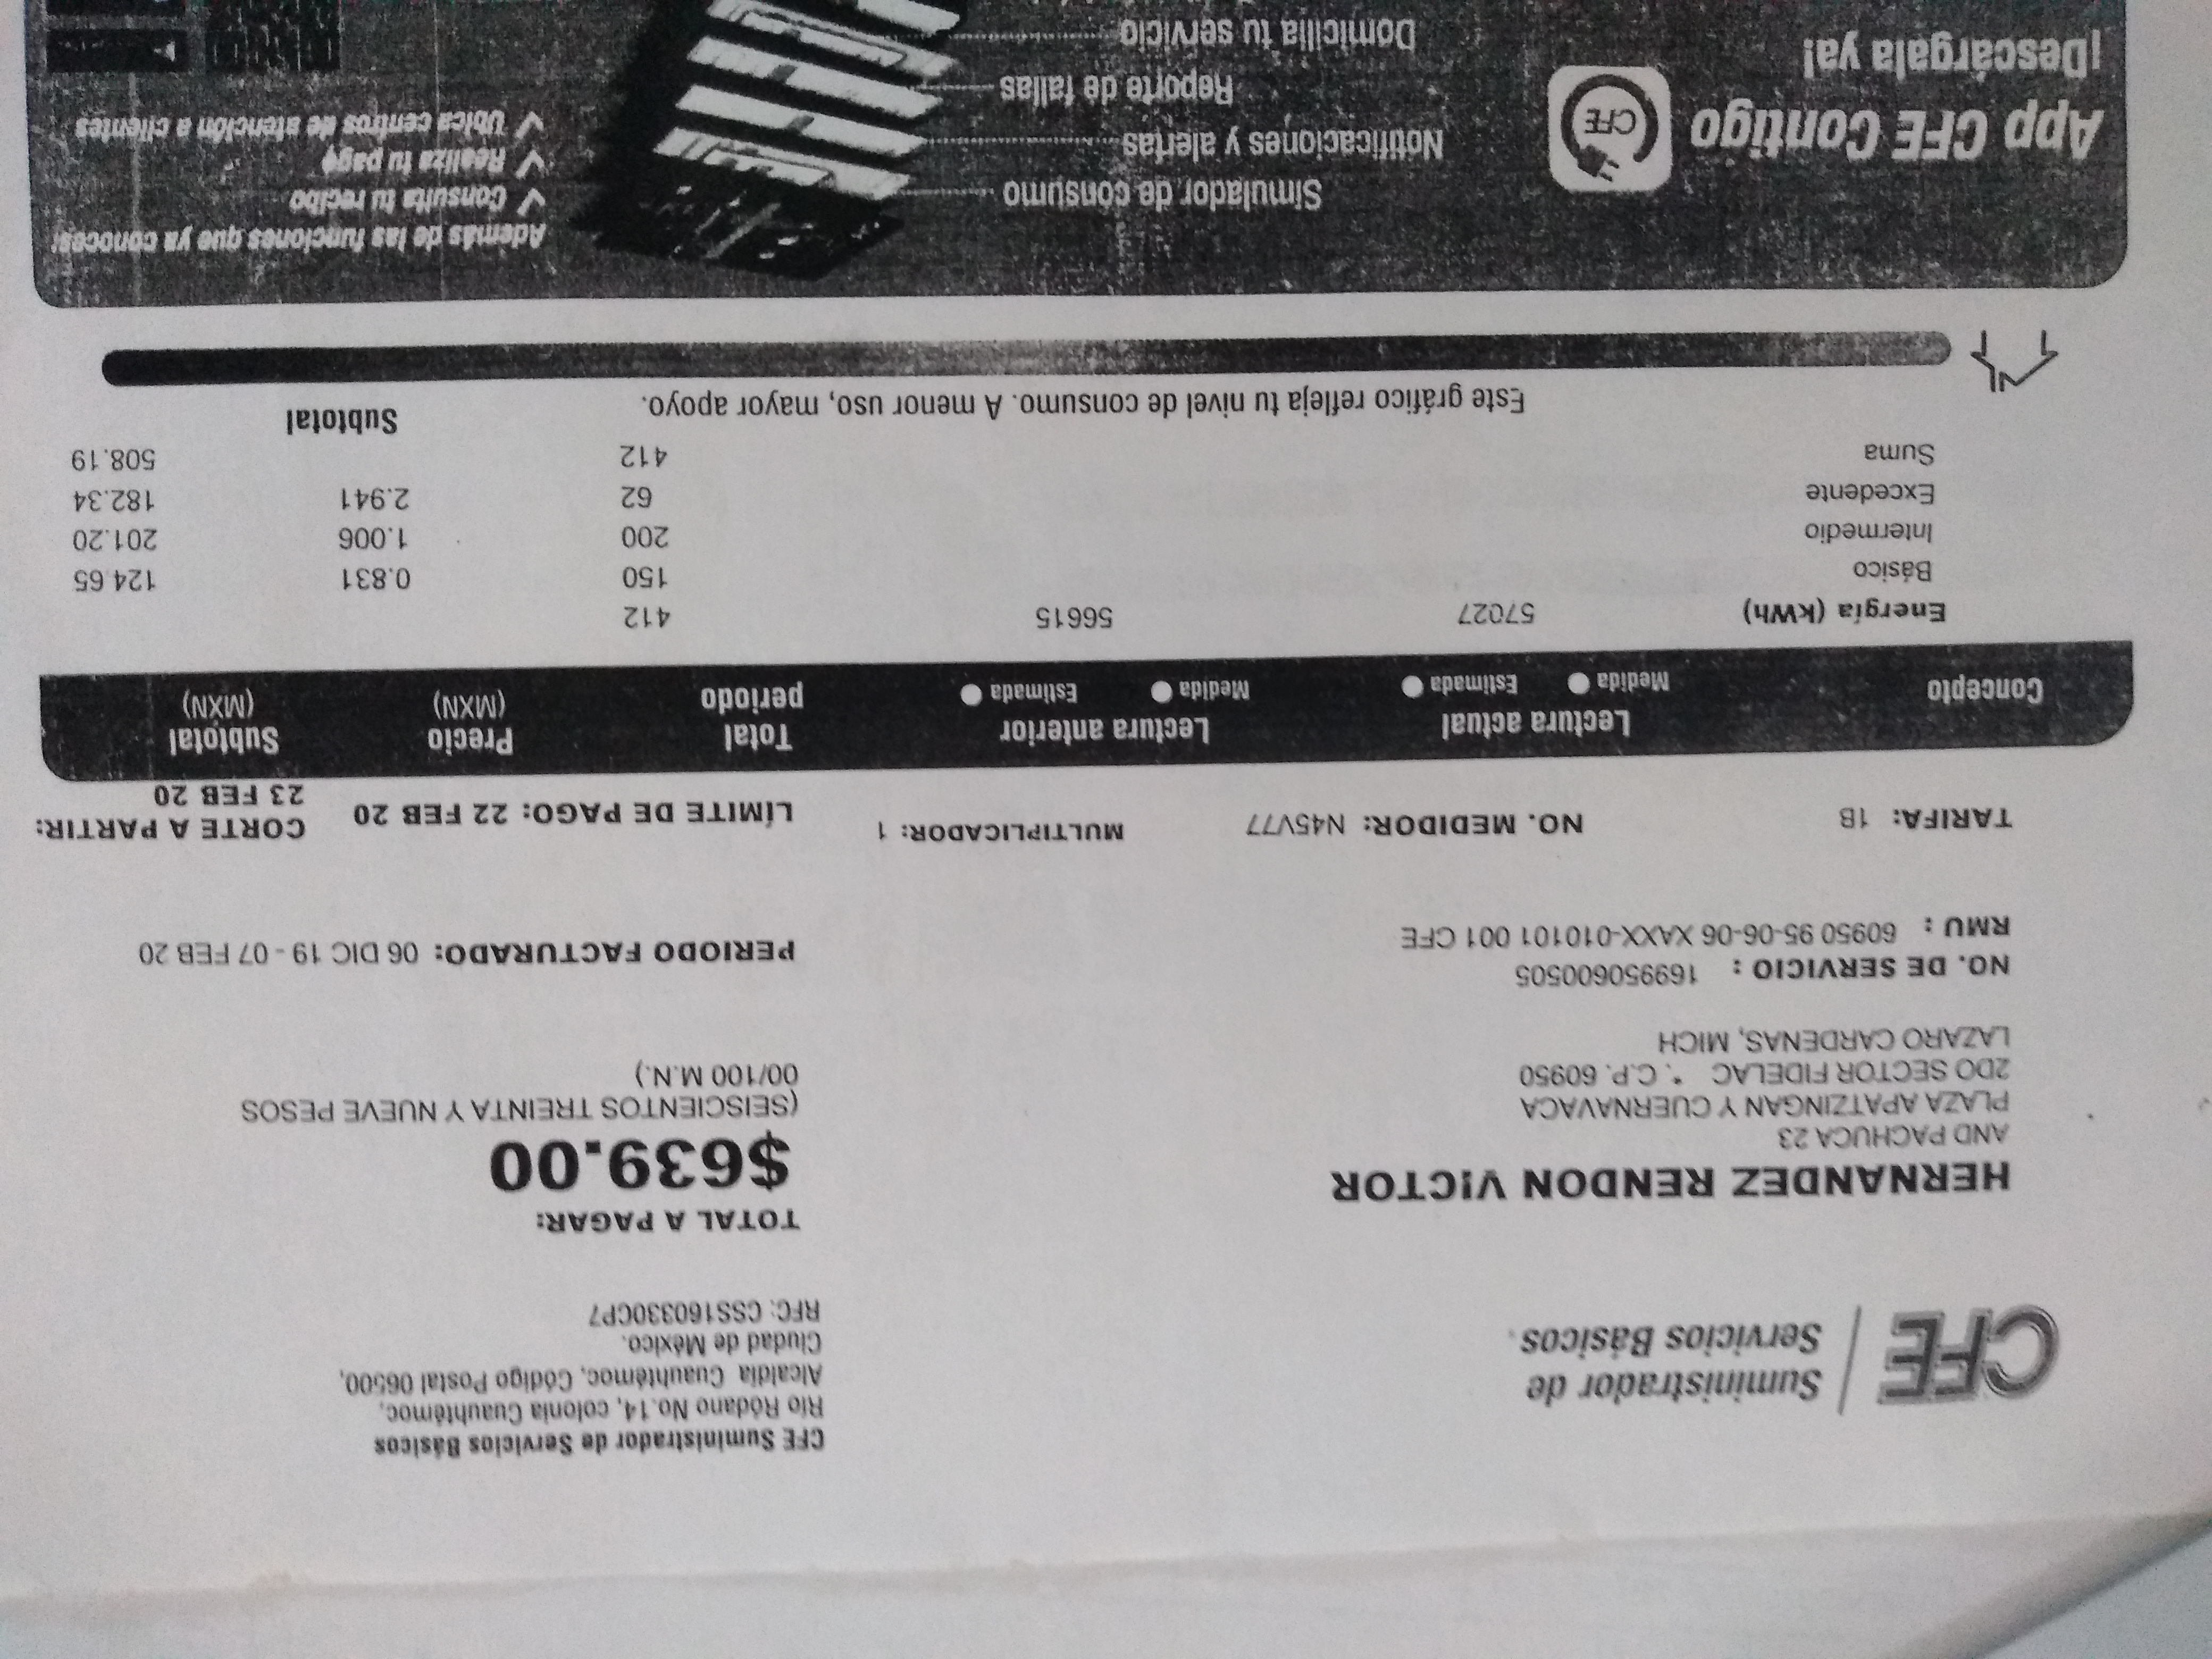 CFE Suministrador de
Servicios Básicos
CFE Suministrador de Servicios Básicos
Río Ródano No.14, colonia Cuauhtémoc,
Alcaldía Cuauhtémoc, Código Postal 06500,
Ciudad de México.
RFC: CSS160330CP7
HERNANDEZ RENDON V!CTOR
AND PACHUCA 23
PLAZA APATZINGAN Y CUERNAVACA
2DO SECTOR FIDELAC *. C.P. 60950
LAZARO CARDENAS, MICH
TOTAL A PAGAR:
$639.00
(SEISCIENTOS TREINTA Y NUEVE PESOS
00/100 M.N.)
NO. DE SERVICIO : 169950600505
RMU : 60950 95-06-06 XAXX-010101 001 CFE
PERIODO FACTURADO: 06 DIC 19 - 07 FEB 20
TARIFA: 1B NO. MEDIDOR: N45V77 MULTIPLICADOR: 1 LÍMITE DE PAGO: 22 FEB 20 CORTE A PARTIR:
23 FEB 20
Concepto Lectura actual Lectura anterior Total periodo Precio (MXN) Subtotal (MXN)
Medida Estimada Medida Estimada
Energía (kWh) 57027 56615 412
Básico 150 0.831 124.65
Intermedio 200 1.006 201.20
Excedente 62 2.941 182.34
Suma 412 508.19
Subtotal
Este gráfico refleja tu nivel de consumo. A menor uso, mayor apoyo.
App CFE Contigo
CFE
¡Descárgala ya!
Simulador de consumo
Notificaciones y alertas
Reporte de fallas
Domicilia tu servicio
Además de las funciones que ya conoces:
Consulta tu recibo
Realiza tu pago
Ubica centros de atención a clientes